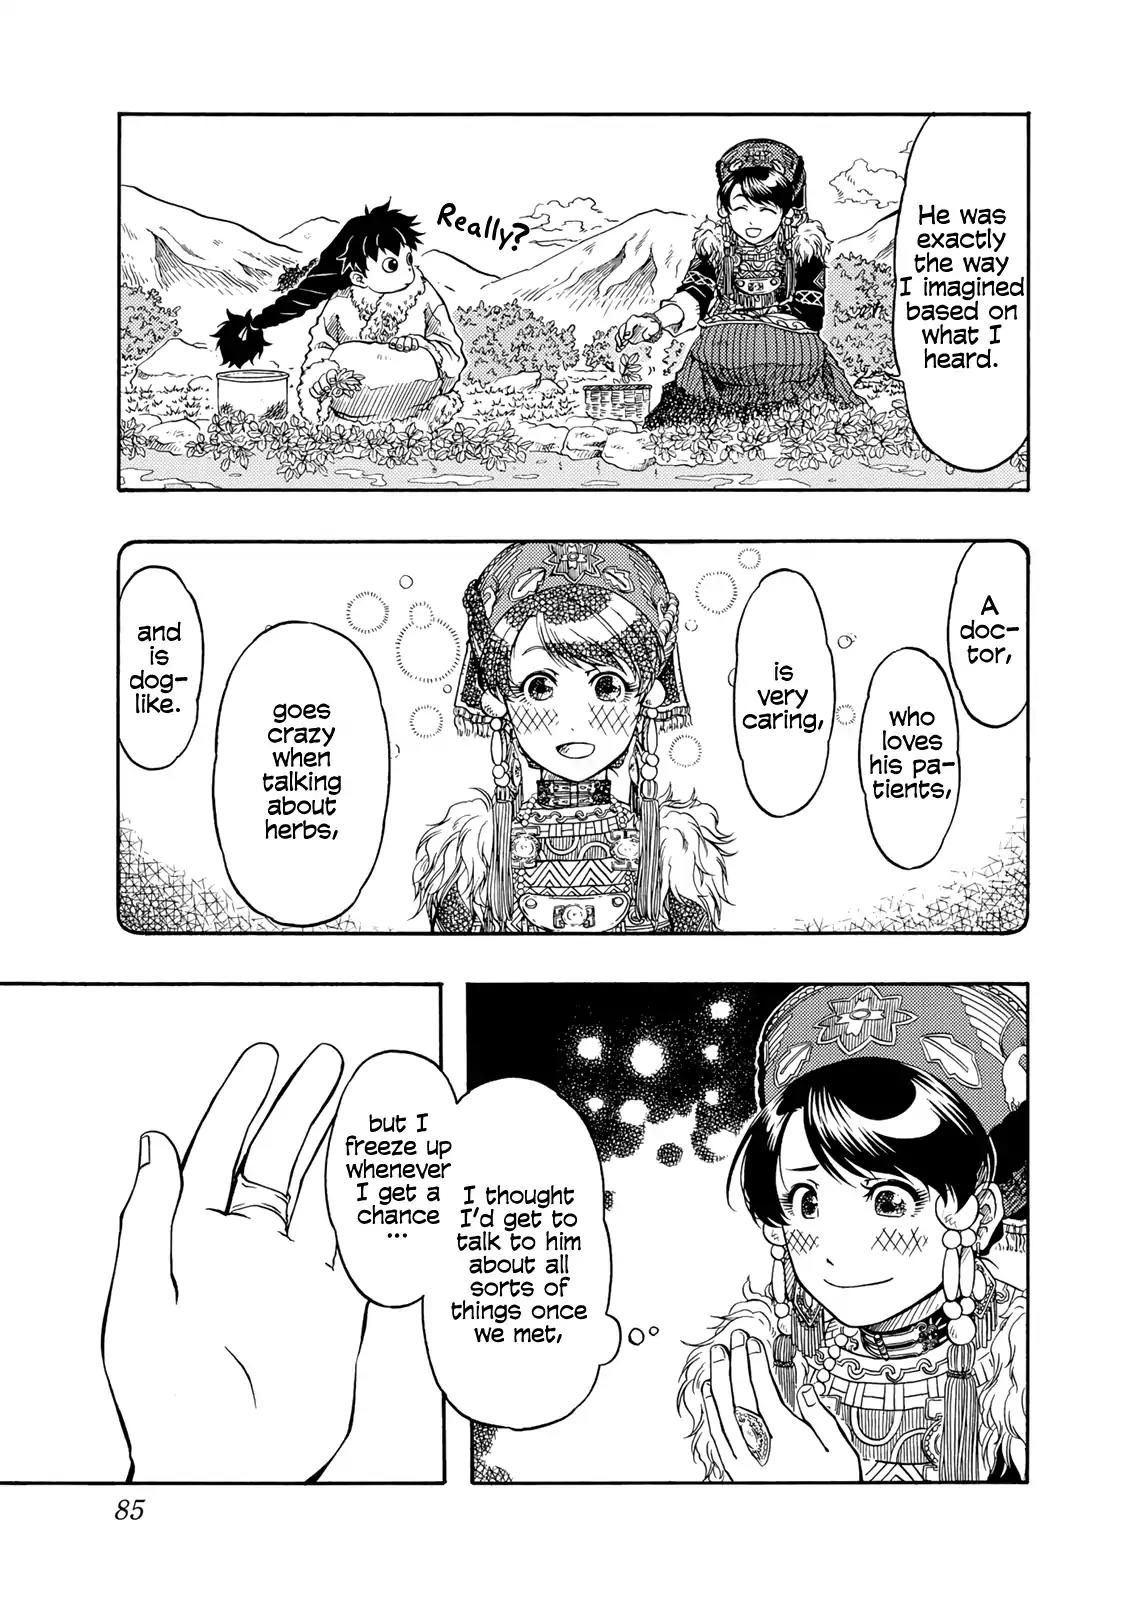 He was
exactly
the way
I imagined
based on
what I
heard.
Really?
A
doc-
tor,
who
loves
his pa-
tients,
is
very
caring,
goes
crazy
when
talking
about
herbs,
and
is
dog-
like.
I thought
I'd get to
talk to him
about all
sorts of
things once
we met,
but I
freeze up
whenever
I get a
chance
...
85